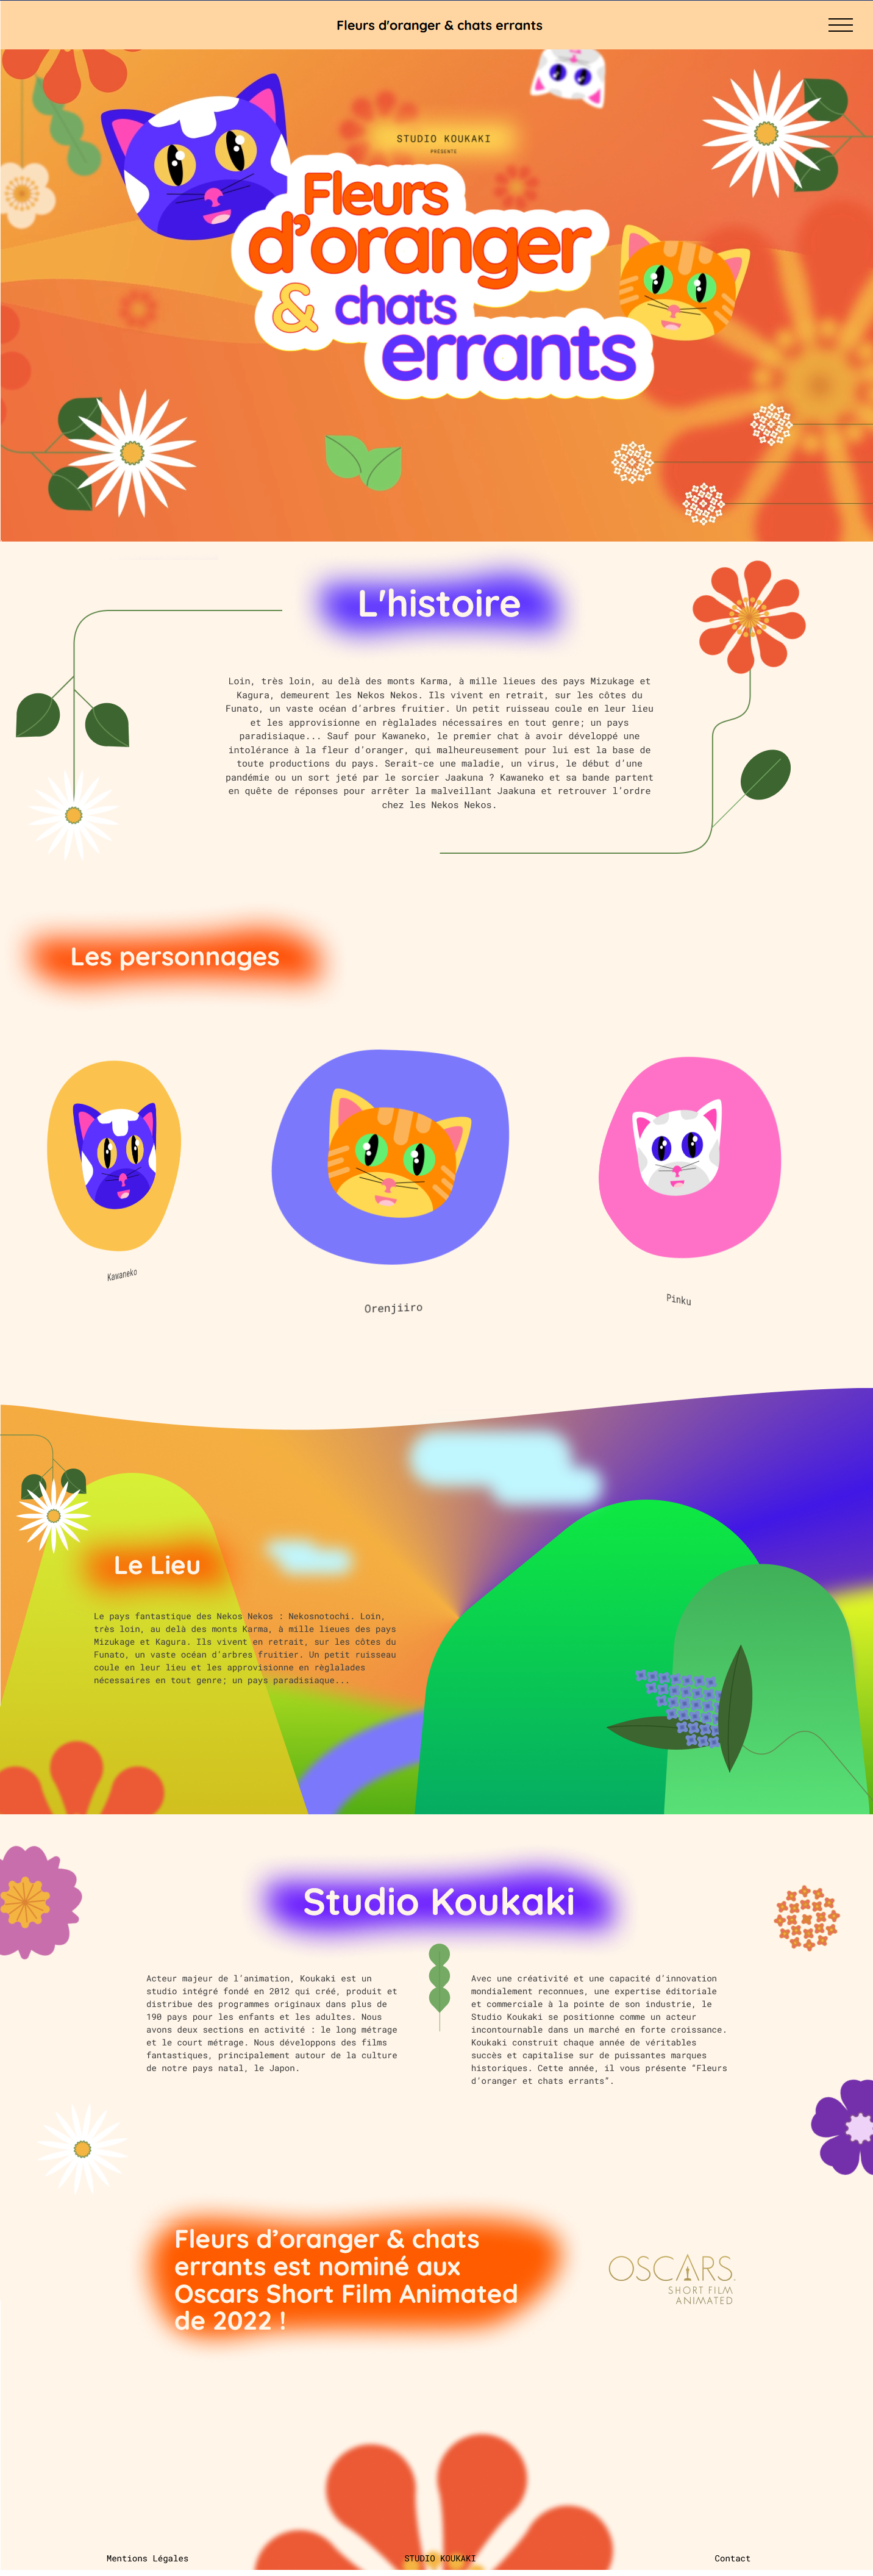 Fleurs d'oranger & chats errants
STUDIO KOUKAKI
PRÉSENTE
Fleurs
d’oranger
& chats
errants
L'histoire
Loin, très loin, au delà des monts Karma, à mille lieues des pays Mizukage et
Kagura, demeurent les Nekos Nekos. Ils vivent en retrait, sur les côtes du
Funato, un vaste océan d’arbres fruitier. Un petit ruisseau coule en leur lieu
et les approvisionne en règlalades nécessaires en tout genre; un pays
paradisiaque... Sauf pour Kawaneko, le premier chat à avoir développé une
intolérance à la fleur d’oranger, qui malheureusement pour lui est la base de
toute productions du pays. Serait-ce une maladie, un virus, le début d’une
pandémie ou un sort jeté par le sorcier Jaakuna ? Kawaneko et sa bande partent
en quête de réponses pour arrêter la malveillant Jaakuna et retrouver l’ordre
chez les Nekos Nekos.
Les personnages
Kawaneko
Orenjiiro
Pinku
Le Lieu
Le pays fantastique des Nekos Nekos : Nekosnotochi. Loin,
très loin, au delà des monts Karma, à mille lieues des pays
Mizukage et Kagura. Ils vivent en retrait, sur les côtes du
Funato, un vaste océan d’arbres fruitier. Un petit ruisseau
coule en leur lieu et les approvisionne en règlalades
nécessaires en tout genre; un pays paradisiaque...
Studio Koukaki
Acteur majeur de l’animation, Koukaki est un
studio intégré fondé en 2012 qui créé, produit et
distribue des programmes originaux dans plus de
190 pays pour les enfants et les adultes. Nous
avons deux sections en activité : le long métrage
et le court métrage. Nous développons des films
fantastiques, principalement autour de la culture
de notre pays natal, le Japon.
Avec une créativité et une capacité d’innovation
mondialement reconnues, une expertise éditoriale
et commerciale à la pointe de son industrie, le
Studio Koukaki se positionne comme un acteur
incontournable dans un marché en forte croissance.
Koukaki construit chaque année de véritables
succès et capitalise sur de puissantes marques
historiques. Cette année, il vous présente “Fleurs
d’oranger et chats errants”.
Fleurs d’oranger & chats
errants est nominé aux
Oscars Short Film Animated
de 2022 !
OSCARS
SHORT FILM
ANIMATED
Mentions Légales
STUDIO KOUKAKI
Contact